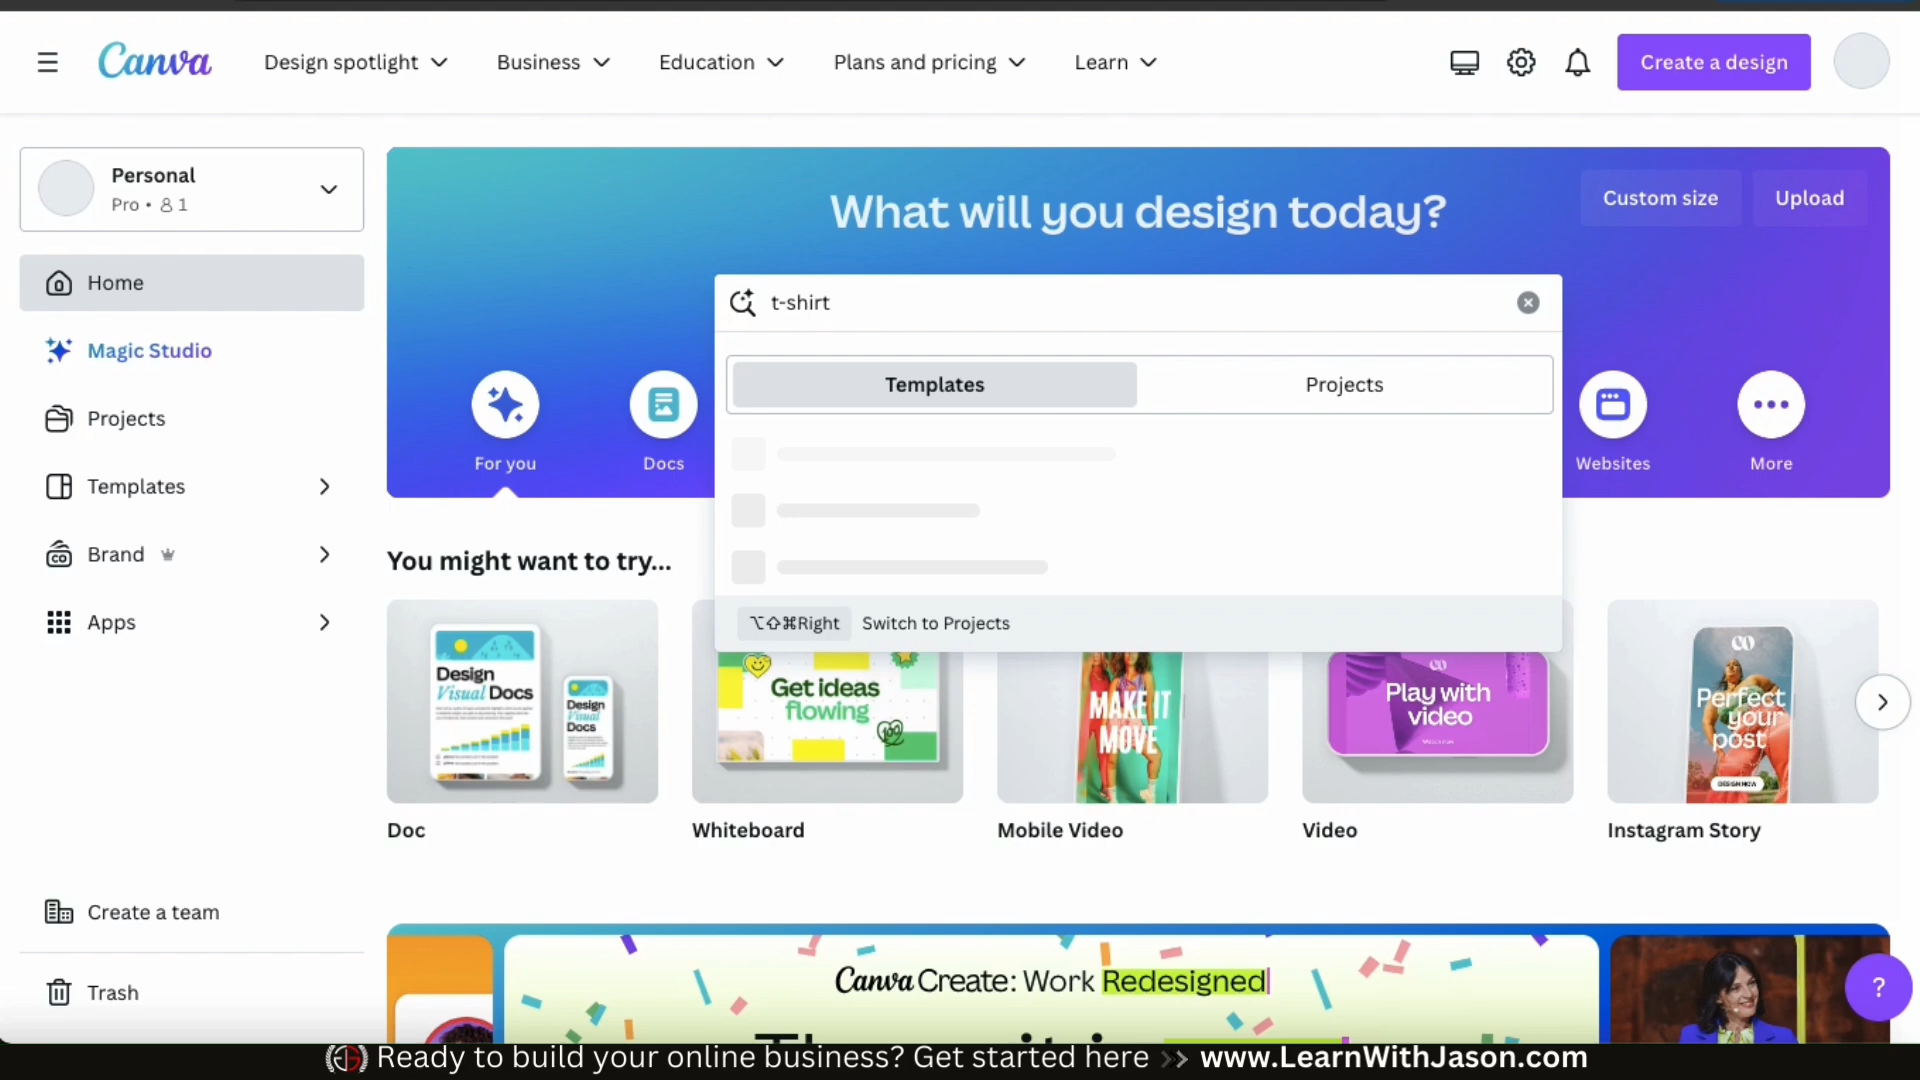 Canva
Design spotlight
Business
Education
Plans and pricing
Learn
Create a design
Personal
Pro • 1
Home
Magic Studio
Projects
Templates
Brand
Apps
Create a team
Trash
What will you design today?
Custom size
Upload
t-shirt
Templates
Projects
⌥⇧⌘Right
Switch to Projects
For you
Docs
Websites
More
You might want to try...
Design
Visual Docs
Design
Visual
Docs
Get ideas
flowing
100
MAKE IT
MOVE
Play with
video
Perfect
your
post
DESIGN NOW
Doc
Whiteboard
Mobile Video
Video
Instagram Story
Canva Create: Work Redesigned
?
Ready to build your online business? Get started here >> www.LearnWithJason.com